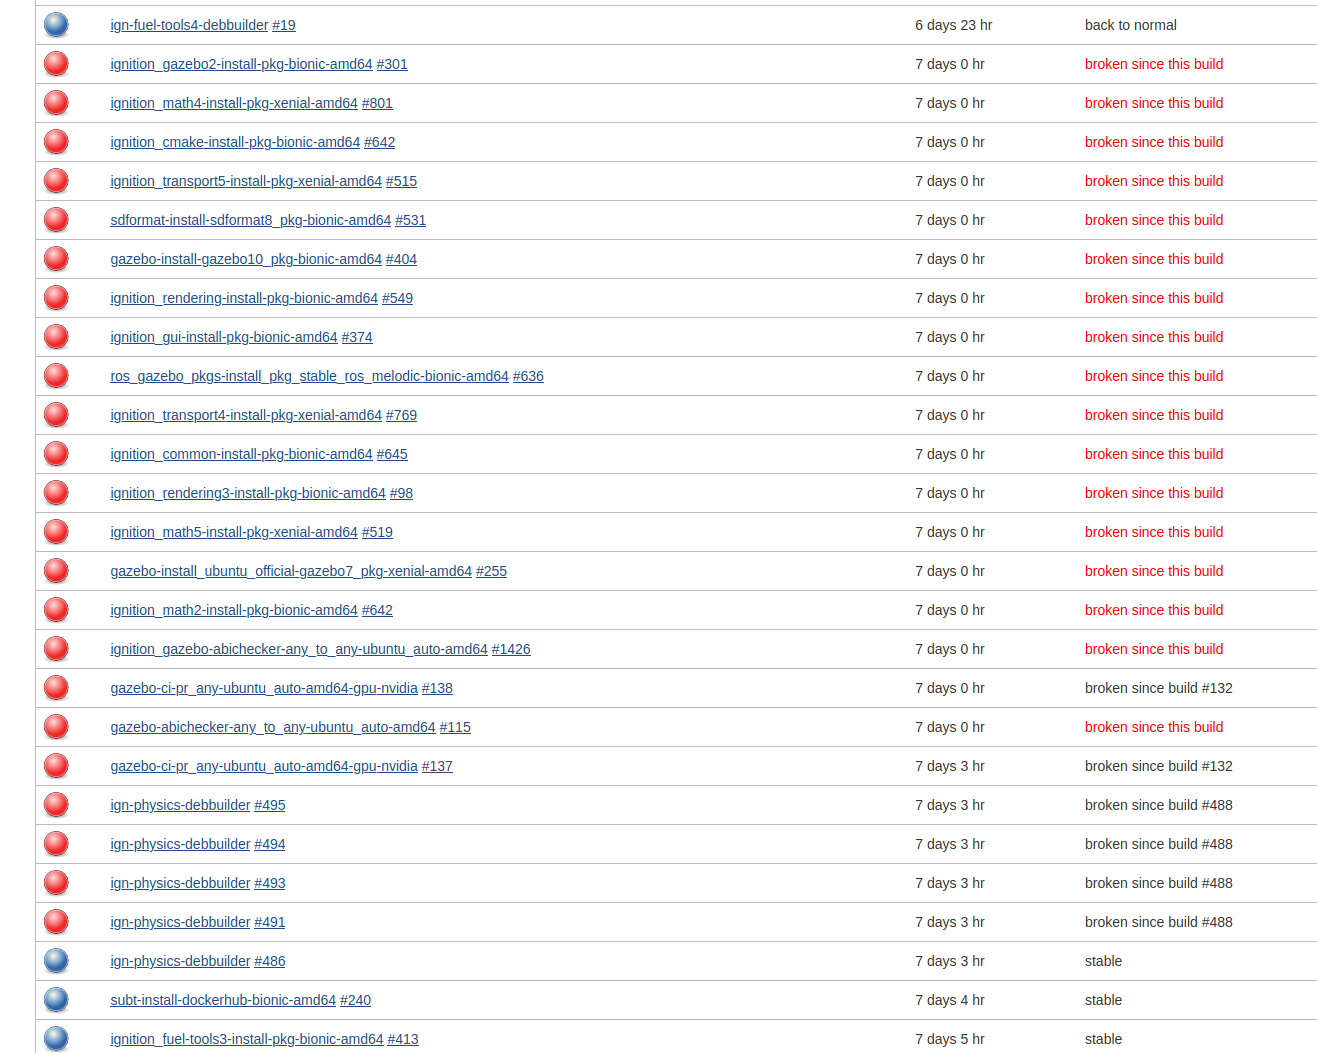 ign-fuel-tools4-debbuilder #19 6 days 23 hr back to normal
ignition_gazebo2-install-pkg-bionic-amd64 #301 7 days 0 hr broken since this build
ignition_math4-install-pkg-xenial-amd64 #801 7 days 0 hr broken since this build
ignition_cmake-install-pkg-bionic-amd64 #642 7 days 0 hr broken since this build
ignition_transport5-install-pkg-xenial-amd64 #515 7 days 0 hr broken since this build
sdformat-install-sdformat8_pkg-bionic-amd64 #531 7 days 0 hr broken since this build
gazebo-install-gazebo10_pkg-bionic-amd64 #404 7 days 0 hr broken since this build
ignition_rendering-install-pkg-bionic-amd64 #549 7 days 0 hr broken since this build
ignition_gui-install-pkg-bionic-amd64 #374 7 days 0 hr broken since this build
ros_gazebo_pkgs-install_pkg_stable_ros_melodic-bionic-amd64 #636 7 days 0 hr broken since this build
ignition_transport4-install-pkg-xenial-amd64 #769 7 days 0 hr broken since this build
ignition_common-install-pkg-bionic-amd64 #645 7 days 0 hr broken since this build
ignition_rendering3-install-pkg-bionic-amd64 #98 7 days 0 hr broken since this build
ignition_math5-install-pkg-xenial-amd64 #519 7 days 0 hr broken since this build
gazebo-install_ubuntu_official-gazebo7_pkg-xenial-amd64 #255 7 days 0 hr broken since this build
ignition_math2-install-pkg-bionic-amd64 #642 7 days 0 hr broken since this build
ignition_gazebo-abichecker-any_to_any-ubuntu_auto-amd64 #1426 7 days 0 hr broken since this build
gazebo-ci-pr_any-ubuntu_auto-amd64-gpu-nvidia #138 7 days 0 hr broken since build #132
gazebo-abichecker-any_to_any-ubuntu_auto-amd64 #115 7 days 0 hr broken since this build
gazebo-ci-pr_any-ubuntu_auto-amd64-gpu-nvidia #137 7 days 3 hr broken since build #132
ign-physics-debbuilder #495 7 days 3 hr broken since build #488
ign-physics-debbuilder #494 7 days 3 hr broken since build #488
ign-physics-debbuilder #493 7 days 3 hr broken since build #488
ign-physics-debbuilder #491 7 days 3 hr broken since build #488
ign-physics-debbuilder #486 7 days 3 hr stable
subt-install-dockerhub-bionic-amd64 #240 7 days 4 hr stable
ignition_fuel-tools3-install-pkg-bionic-amd64 #413 7 days 5 hr stable